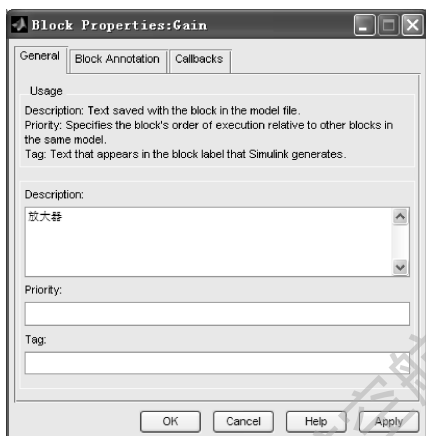 Block Properties:Gain
General
Block Annotation
Callbacks
Usage
Description: Text saved with the block in the model file.
Priority: Specifies the block's order of execution relative to other blocks in
the same model.
Tag: Text that appears in the block label that Simulink generates.
Description:
放大器
Priority:
Tag:
OK
Cancel
Help
Apply